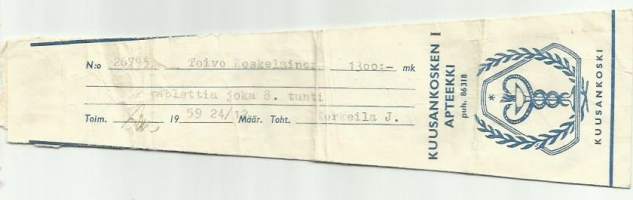 N:o 26795 Toivo Koskelainen 1300:- mk
tablettia joka 8. tunti
Toim. 19 59 24/12 Määr. Toht. Kerkeila J.
KUUSANKOSKEN I
APTEEKKI
puh. 86318
KUUSANKOSKI